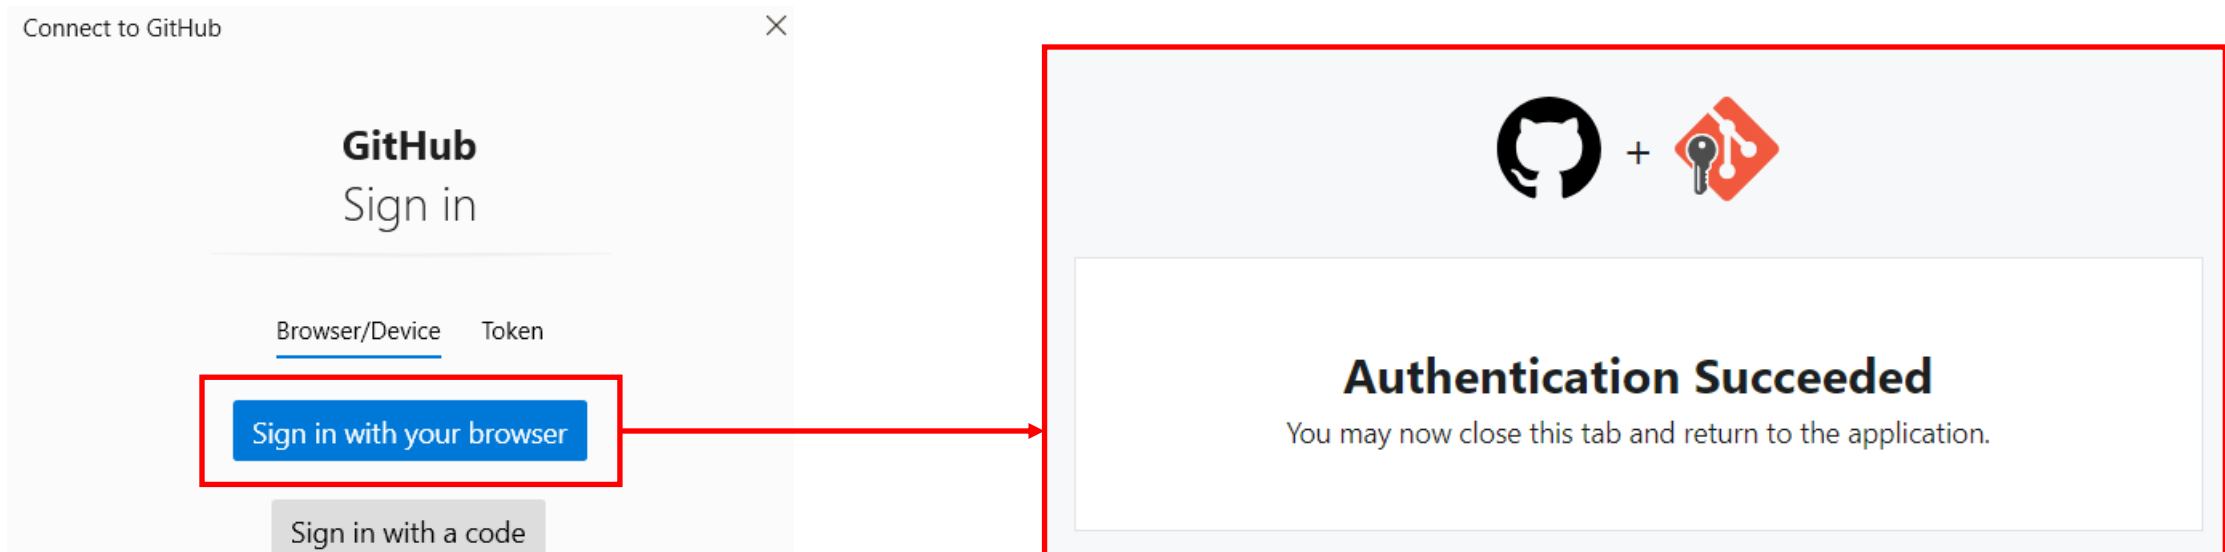 Connect to GitHub
GitHub
Sign in
Browser/Device Token
Sign in with your browser
Sign in with a code
+
Authentication Succeeded
You may now close this tab and return to the application.